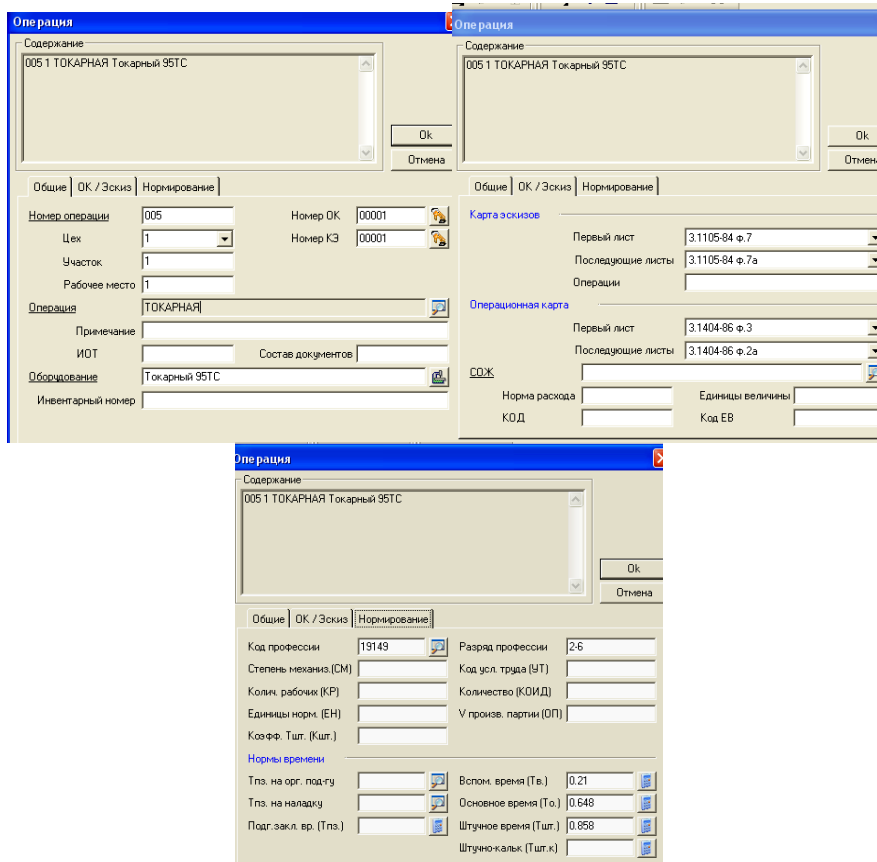 Операция
Содержание
005 1 ТОКАРНАЯ Токарный 95ТС
Ok
Отмена
Общие ОК / Эскиз Нормирование
Номер операции 005 Номер ОК 00001
Цех 1 Номер КЭ 00001
Участок 1
Рабочее место 1
Операция ТОКАРНАЯ
Примечание
ИОТ Состав документов
Оборудование Токарный 95ТС
Инвентарный номер
Операция
Содержание
005 1 ТОКАРНАЯ Токарный 95ТС
Ok
Отмен
Общие ОК / Эскиз Нормирование
Карта эскизов
Первый лист 3.1105-84 ф.7
Последующие листы 3.1105-84 ф.7а
Операции
Операционная карта
Первый лист 3.1404-86 ф.3
Последующие листы 3.1404-86 ф.2а
СОЖ
Норма расхода Единицы величины
КОД Код ЕВ
Операция
Содержание
005 1 ТОКАРНАЯ Токарный 95ТС
Ok
Отмена
Общие ОК / Эскиз Нормирование
Код профессии 19149 Разряд профессии 2-6
Степень механиз.(СМ) Код усл. труда (УТ)
Колич. рабочих (КР) Количество (КОИД)
Единицы норм. (ЕН) V произв. партии (ОП)
Коэфф. Тшт. (Кшт.)
Нормы времени
Тпз. на орг. под-гу Вспом. время (Тв.) 0.21
Тпз. на наладку Основное время (То.) 0.648
Подг.закл. вр. (Тпз.) Штучное время (Тшт.) 0.858
Штучно-кальк (Тшт.к)